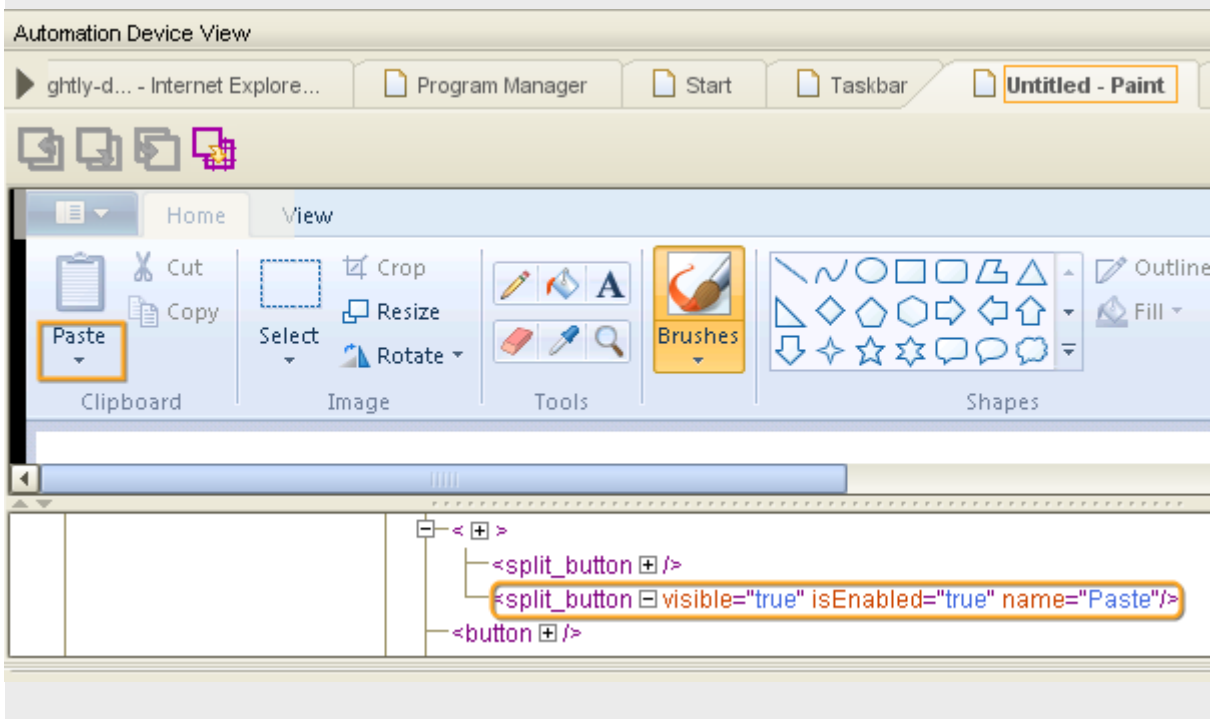 Automation Device View
ghtly-d... - Internet Explore... Program Manager Start Taskbar Untitled - Paint
Home View
Cut Crop A Outline
Copy Resize Fill
Paste Select Rotate Brushes
Clipboard Image Tools Shapes
< >
<split_button />
<split_button visible="true" isEnabled="true" name="Paste"/>
<button />